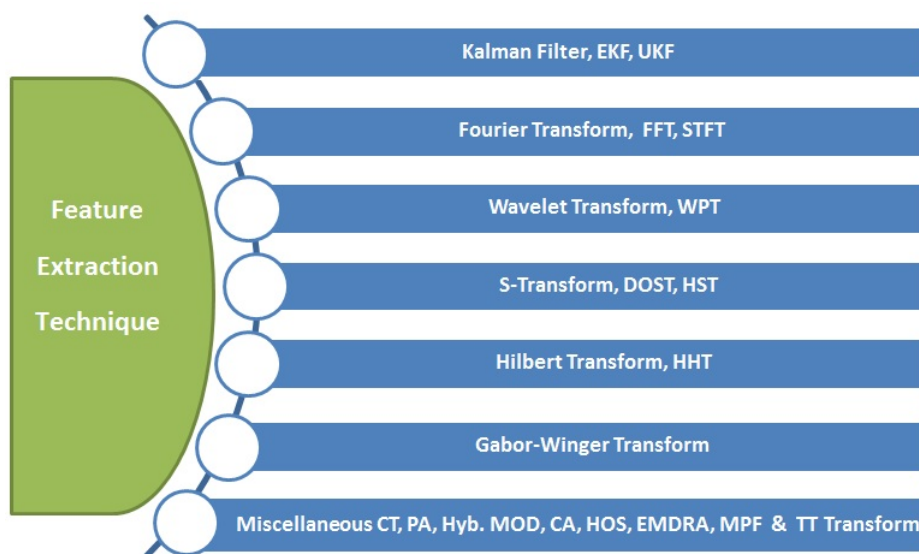 Kalman Filter, EKF, UKF
Fourier Transform, FFT, STFT
Wavelet Transform, WPT
Feature
Extraction
Technique
S-Transform, DOST, HST
Hilbert Transform, HHT
Gabor-Winger Transform
Miscellaneous CT, PA, Hyb. MOD, CA, HOS, EMDRA, MPF & TT Transform